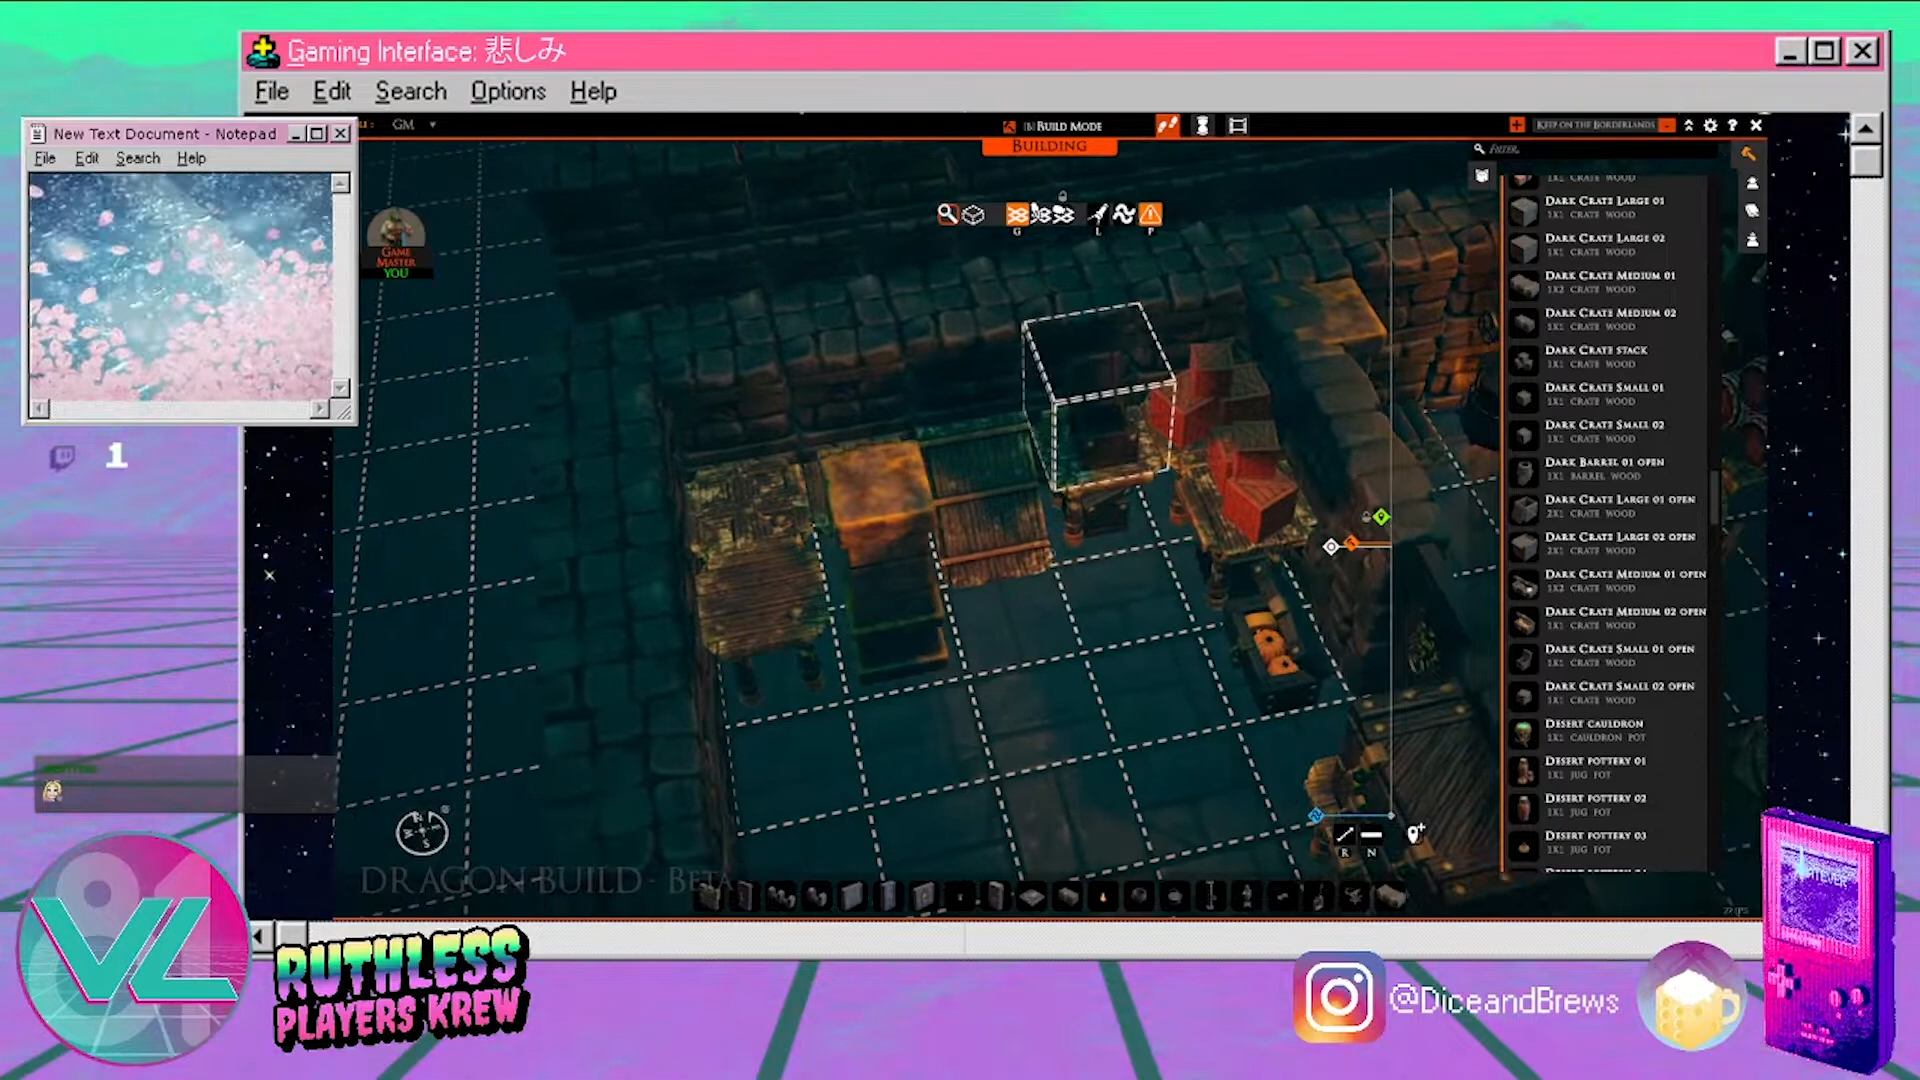 Gaming Interface: 悲しみ
File Edit Search Options Help
New Text Document - Notepad
File Edit Search Help
GM
BUILD MODE
BUILDING
KEEP ON THE BORDERLANDS
FILTER
GAME
MASTER
YOU
G
L
P
1X1 CRATE WOOD
DARK CRATE LARGE 01
1X1 CRATE WOOD
DARK CRATE LARGE 02
1X1 CRATE WOOD
DARK CRATE MEDIUM 01
1X2 CRATE WOOD
DARK CRATE MEDIUM 02
1X1 CRATE WOOD
DARK CRATE STACK
1X1 CRATE WOOD
DARK CRATE SMALL 01
1X1 CRATE WOOD
DARK CRATE SMALL 02
1X1 CRATE WOOD
DARK BARREL 01 OPEN
1X1 BARREL WOOD
DARK CRATE LARGE 01 OPEN
2X1 CRATE WOOD
DARK CRATE LARGE 02 OPEN
2X1 CRATE WOOD
DARK CRATE MEDIUM 01 OPEN
1X2 CRATE WOOD
DARK CRATE MEDIUM 02 OPEN
1X1 CRATE WOOD
DARK CRATE SMALL 01 OPEN
1X1 CRATE WOOD
DARK CRATE SMALL 02 OPEN
1X1 CRATE WOOD
DESERT CAULDRON
1X1 CAULDRON POT
DESERT POTTERY 01
1X1 JUG POT
DESERT POTTERY 02
1X1 JUG POT
DESERT POTTERY 03
1X1 JUG POT
1
N
W
S
R N
DRAGON BUILD - BETA
VL
81
RUTHLESS
PLAYERS KREW
@DiceandBrews